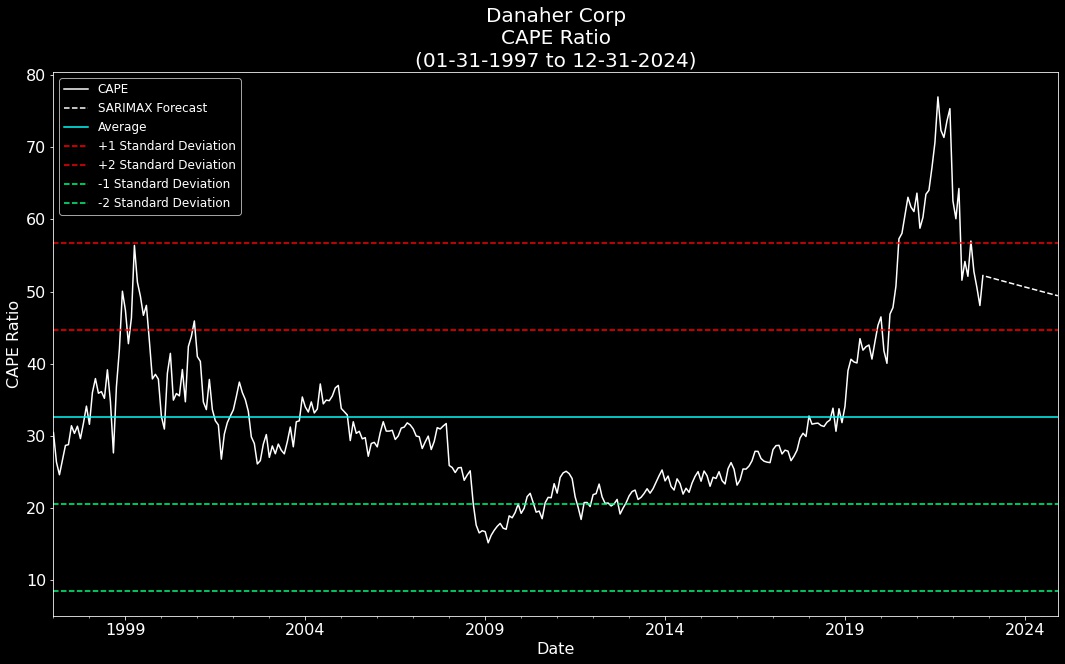 Danaher Corp
CAPE Ratio
(01-31-1997 to 12-31-2024)
CAPE
SARIMAX Forecast
Average
+1 Standard Deviation
+2 Standard Deviation
-1 Standard Deviation
-2 Standard Deviation
CAPE Ratio
80
70
60
50
40
30
20
10
1999
2004
2009
2014
2019
2024
Date